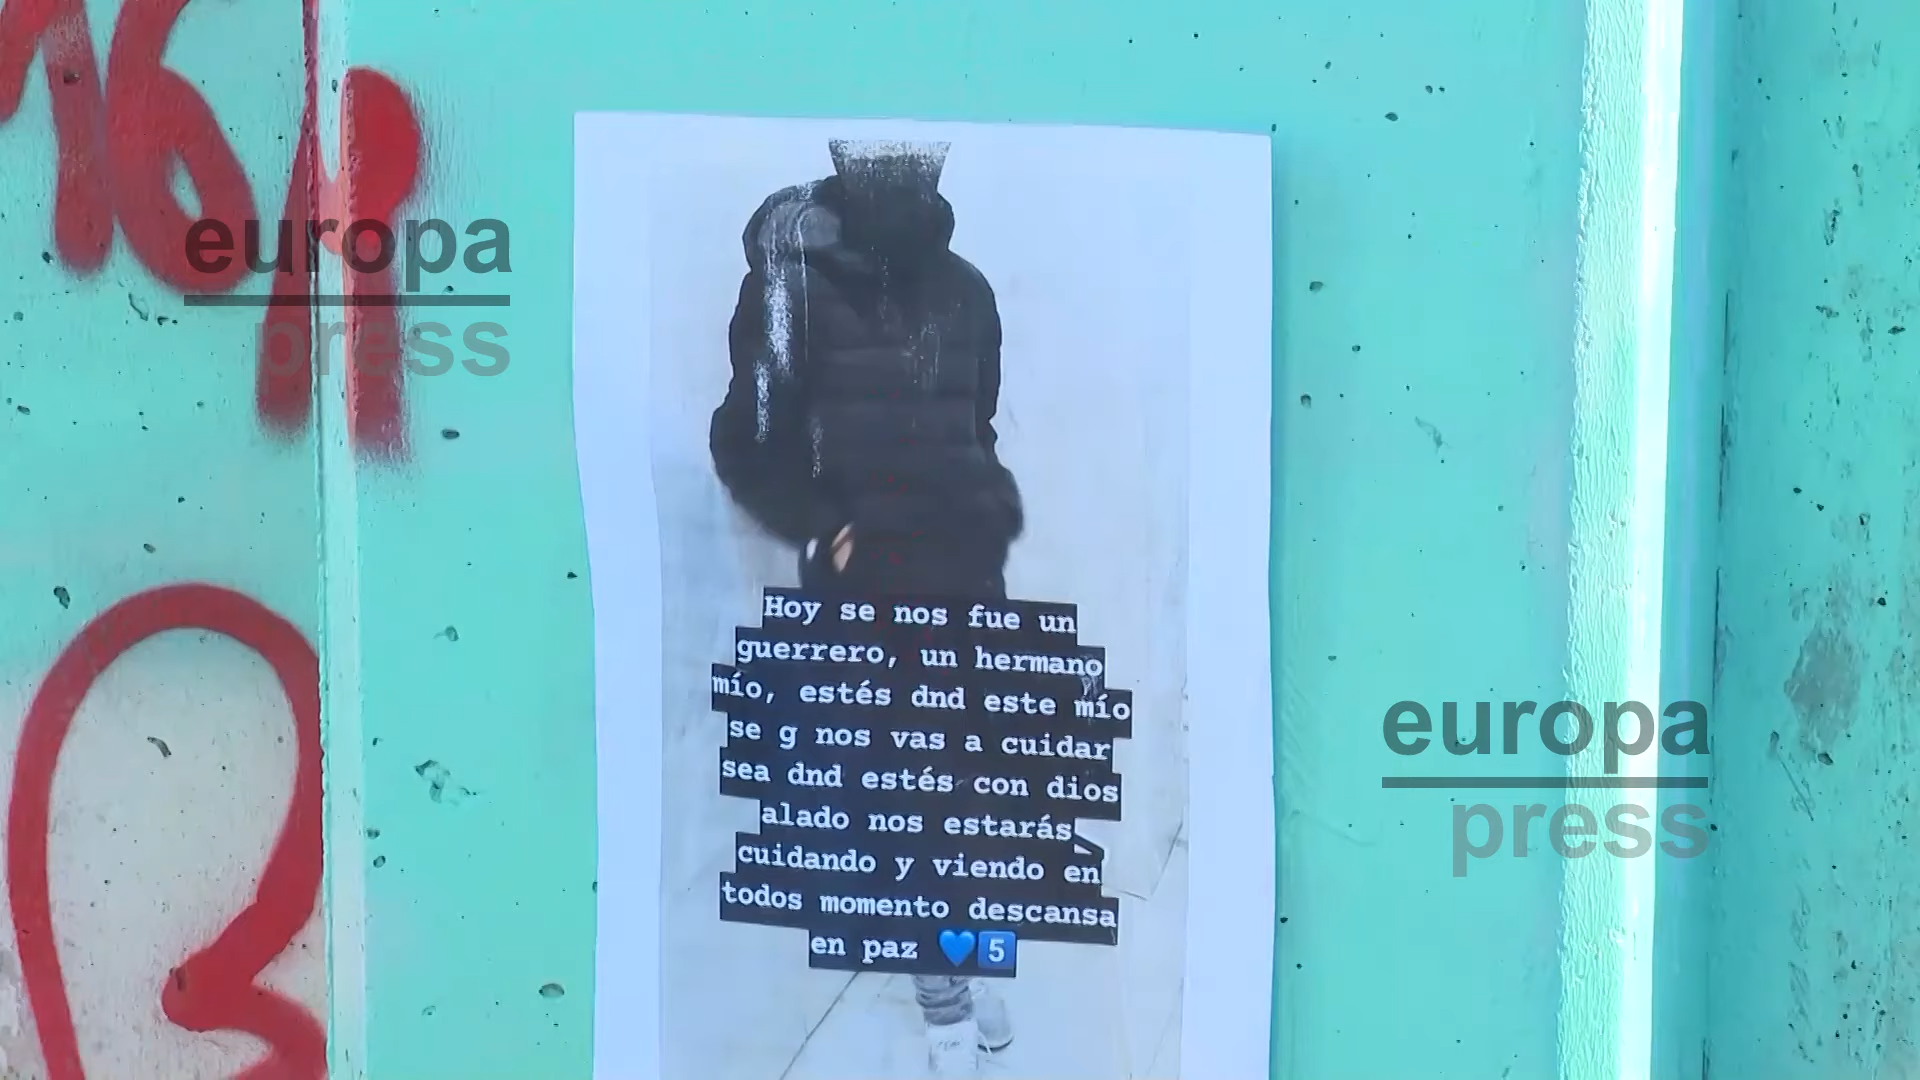 16
europa
press
Hoy se nos fue un
guerrero, un hermano
mío, estés dnd este mío
se g nos vas a cuidar
sea dnd estés con dios
alado nos estarás
cuidando y viendo en
todos momento descansa
en paz 💙5️⃣
europa
press